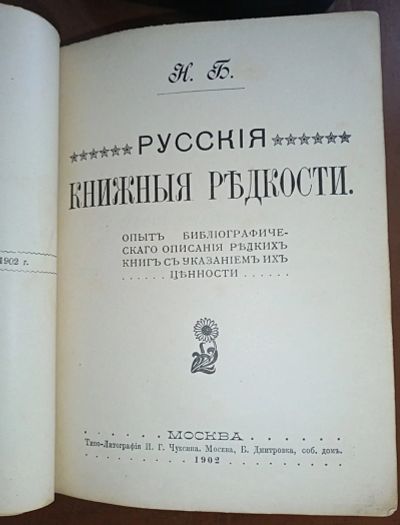 Н. Б.
РУССКІЯ
КНИЖНЫЯ РѢДКОСТИ.
ОПЫТЪ БИБЛІОГРАФИЧЕ-
СКАГО ОПИСАНІЯ РѢДКИХЪ
КНИГЪ СЪ УКАЗАНІЕМЪ ИХЪ
...... ЦѢННОСТИ ......
1902 г.
МОСКВА
Типо-Литографія И. Г. Чуксина. Москва, Б. Дмитровка, соб. домъ.
1902